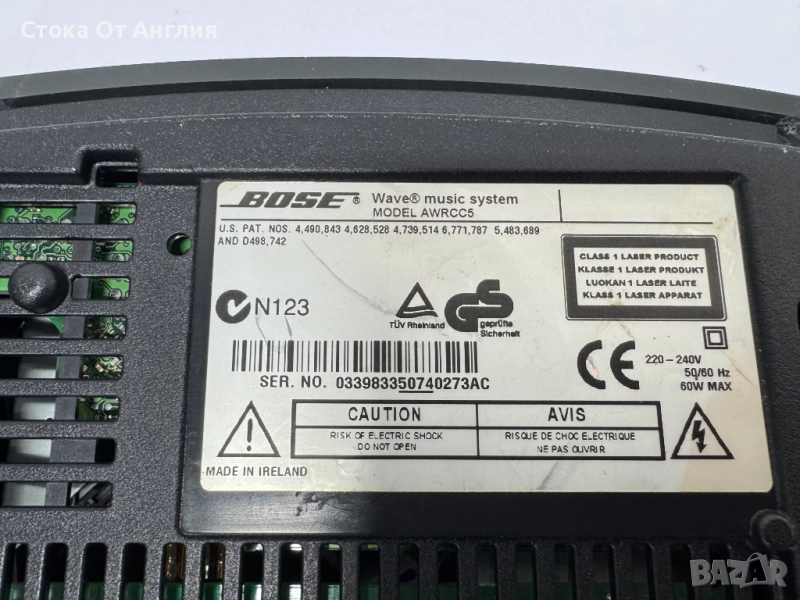 Стока От Англия
BOSE ® Wave® music system
MODEL AWRCC5
U.S. PAT. NOS. 4,490,843 4,628,528 4,739,514 6,771,787 5,483,689
AND D498,742
CLASS 1 LASER PRODUCT
KLASSE 1 LASER PRODUKT
LUOKAN 1 LASER LAITE
KLASS 1 LASER APPARAT
N123
TÜV Rheinland
geprüfte
Sicherheit
CE
220-240V
50/60 Hz
60W MAX
SER. NO. 033983350740273AC
CAUTION
RISK OF ELECTRIC SHOCK
DO NOT OPEN
AVIS
RISQUE DE CHOC ELECTRIQUE
NE PAS OUVRIR
MADE IN IRELAND
BAZAR